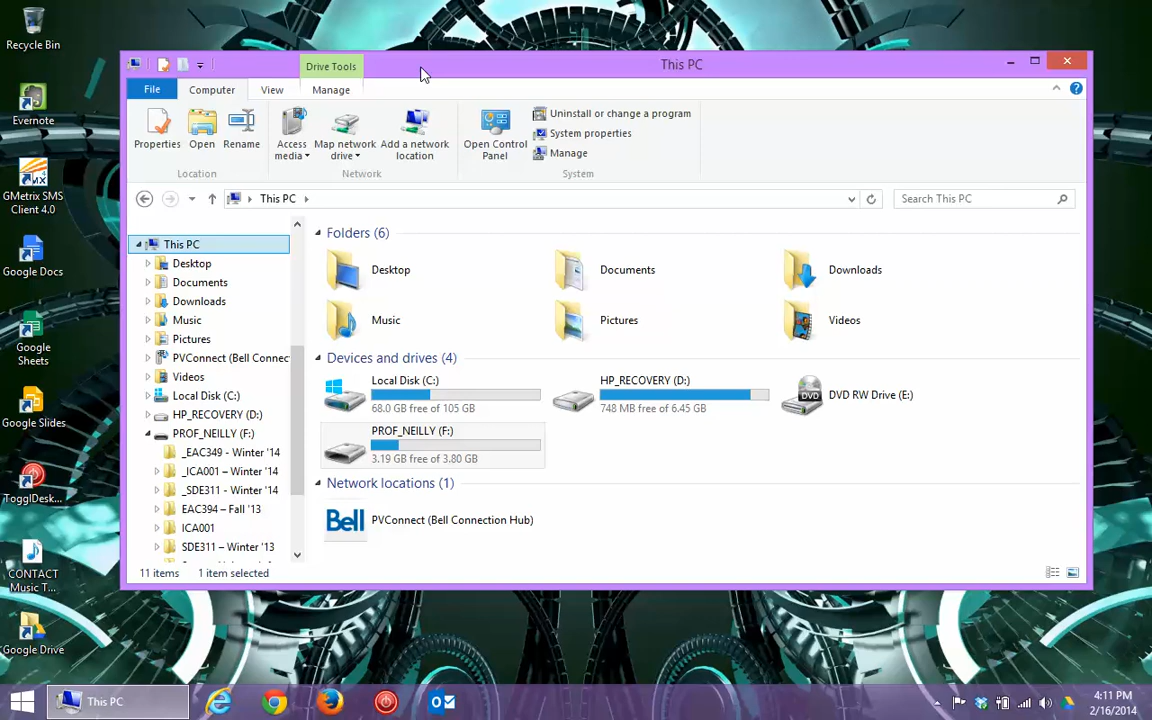 Recycle Bin
Evernote
GMetrix SMS
Client 4.0
Google Docs
Google
Sheets
Google Slides
TogglDesk...
CONTACT
Music T...
Google Drive
Drive Tools
This PC
File
Computer
View
Manage
Properties
Open
Rename
Access
media
Map network
drive
Add a network
location
Open Control
Panel
Uninstall or change a program
System properties
Manage
Location
Network
System
This PC
Search This PC
This PC
Desktop
Documents
Downloads
Music
Pictures
PVConnect (Bell Connec
Videos
Local Disk (C:)
HP_RECOVERY (D:)
PROF_NEILLY (F:)
_EAC349 - Winter '14
_ICA001 – Winter '14
_SDE311 - Winter '14
EAC394 – Fall '13
ICA001
SDE311 – Winter '13
Folders (6)
Desktop
Documents
Downloads
Music
Pictures
Videos
Devices and drives (4)
Local Disk (C:)
68.0 GB free of 105 GB
HP_RECOVERY (D:)
748 MB free of 6.45 GB
DVD
DVD RW Drive (E:)
PROF_NEILLY (F:)
3.19 GB free of 3.80 GB
Network locations (1)
Bell
PVConnect (Bell Connection Hub)
11 items
1 item selected
This PC
4:11 PM
2/16/2014